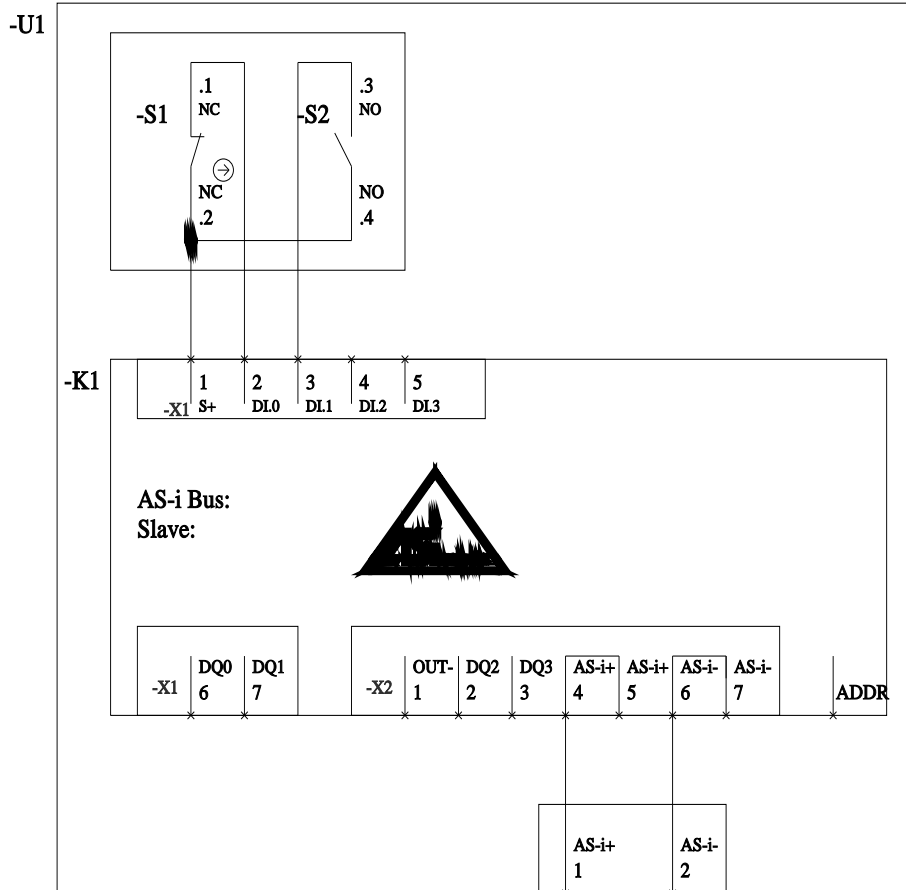 -U1
.1
NC
-S1
NC
.2
.3
NO
-S2
NO
.4
-K1
1 2 3 4 5
-X1 S+ DI.0 DI.1 DI.2 DI.3
AS-i Bus:
Slave:
DQ0 DQ1
-X1 6 7
OUT- DQ2 DQ3 AS-i+ AS-i+ AS-i- AS-i-
-X2 1 2 3 4 5 6 7
ADDR
AS-i+ AS-i-
1 2